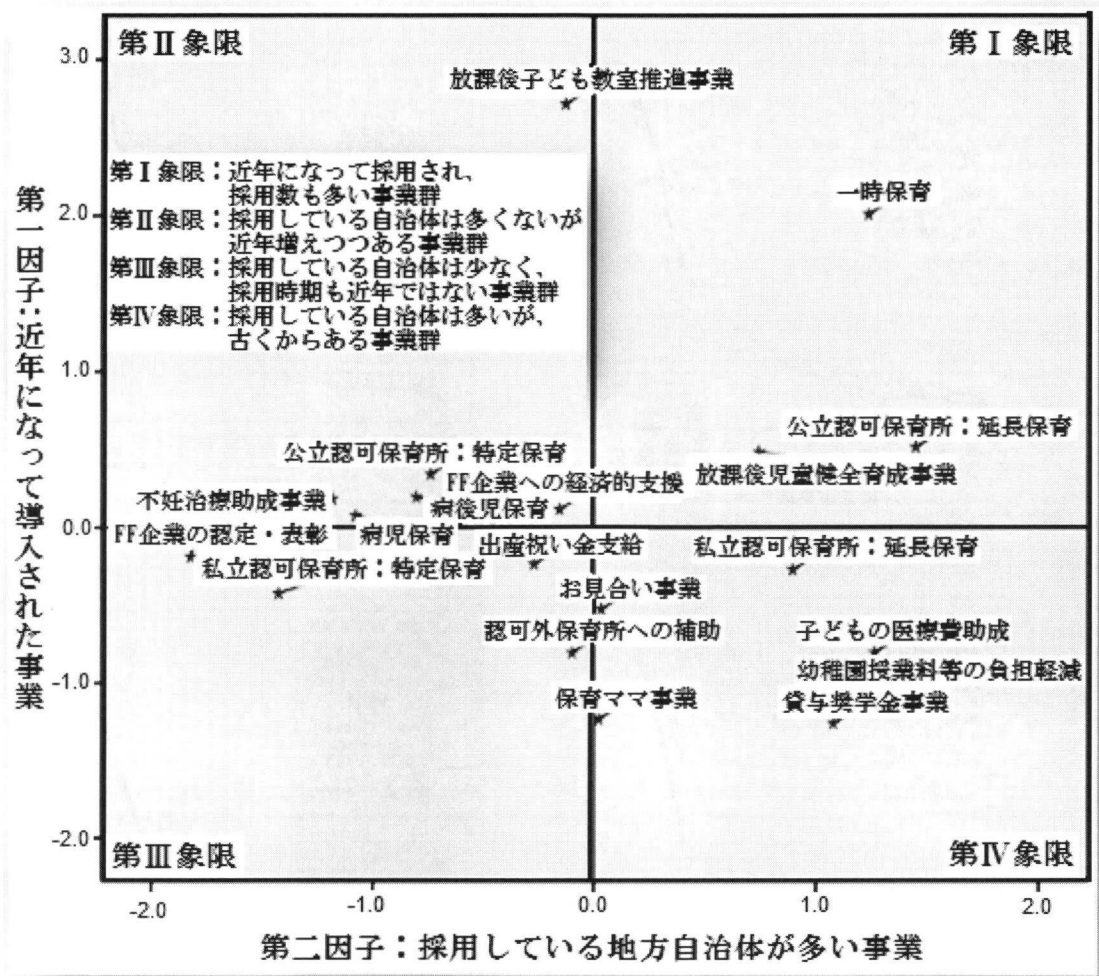 第Ⅱ象限
第Ⅰ象限
3.0
放課後子ども教室推進事業
第Ⅰ象限：近年になって採用され、
採用数も多い事業群
第Ⅱ象限：採用している自治体は多くないが
近年増えつつある事業群
第Ⅲ象限：採用している自治体は少なく、
採用時期も近年ではない事業群
第Ⅳ象限：採用している自治体は多いが、
古くからある事業群
一時保育
2.0
1.0
公立認可保育所：延長保育
公立認可保育所：特定保育
放課後児童健全育成事業
FF企業への経済的支援
不妊治療助成事業
病後児保育
0.0
FF企業の認定・表彰
病児保育
出産祝い金支給
私立認可保育所：延長保育
私立認可保育所：特定保育
お見合い事業
認可外保育所への補助
子どもの医療費助成
幼稚園授業料等の負担軽減
-1.0
保育ママ事業
貸与奨学金事業
-2.0
第Ⅲ象限
第Ⅳ象限
-2.0
-1.0
0.0
1.0
2.0
第一因子：近年になって導入された事業
第二因子：採用している地方自治体が多い事業